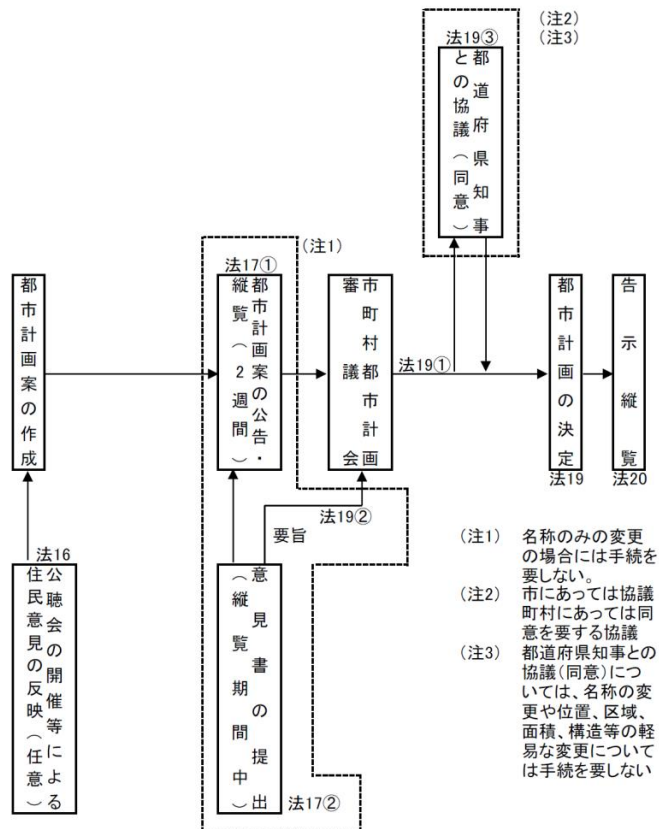 （注2）
（注3）
法19③
都道府県知事
との協議（同意）
（注1）
法17①
都市計画案の作成
都市計画案の公告・
縦覧（2週間）
市町村都市計画
審議会
法19①
都市計画の決定
法19
告示縦覧
法20
法19②
要旨
法16
公聴会の開催等による
住民意見の反映（任意）
意見書の提出
（縦覧期間中）
法17②
（注1） 名称のみの変更
の場合には手続を
要しない。
（注2） 市にあっては協議
町村にあっては同
意を要する協議
（注3） 都道府県知事との
協議（同意）につ
いては、名称の変
更や位置、区域、
面積、構造等の軽
易な変更について
は手続を要しない